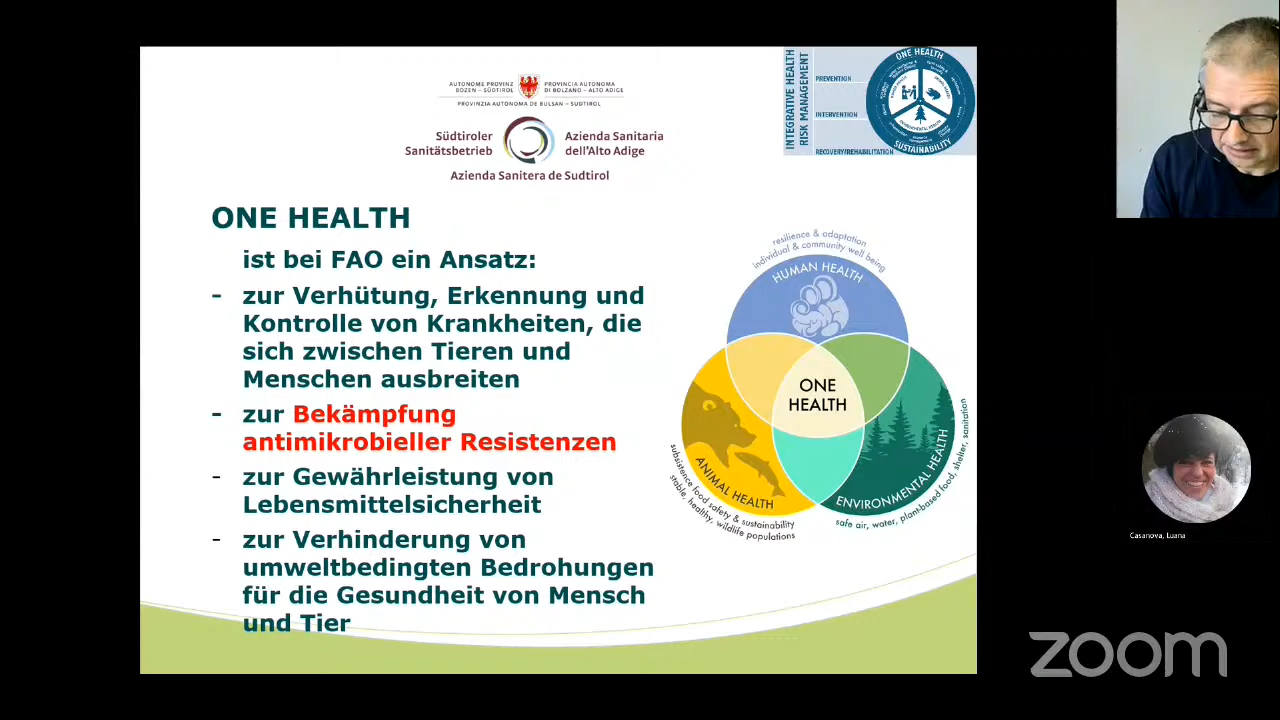 AUTONOME PROVINZ
BOZEN – SÜDTIROL
PROVINCIA AUTONOMA
DI BOLZANO – ALTO ADIGE
PROVINZIA AUTONOMA DE BULSAN – SUDTIROL
Südtiroler
Sanitätsbetrieb
Azienda Sanitaria
dell'Alto Adige
Azienda Sanitera de Sudtirol
INTEGRATIVE HEALTH
RISK MANAGEMENT
PREVENTION
INTERVENTION
RECOVERY/REHABILITATION
ONE HEALTH
SUSTAINABILITY
ONE HEALTH
ist bei FAO ein Ansatz:
- zur Verhütung, Erkennung und
Kontrolle von Krankheiten, die
sich zwischen Tieren und
Menschen ausbreiten
- zur Bekämpfung
antimikrobieller Resistenzen
- zur Gewährleistung von
Lebensmittelsicherheit
- zur Verhinderung von
umweltbedingten Bedrohungen
für die Gesundheit von Mensch
und Tier
resilience & adaptation
individual & community well being
HUMAN HEALTH
ONE
HEALTH
ANIMAL HEALTH
subsistence food safety & sustainability
stable, healthy, wildlife populations
ENVIRONMENTAL HEALTH
safe air, water, plant-based food, shelter, sanitation
Casanova, Luana
zoom